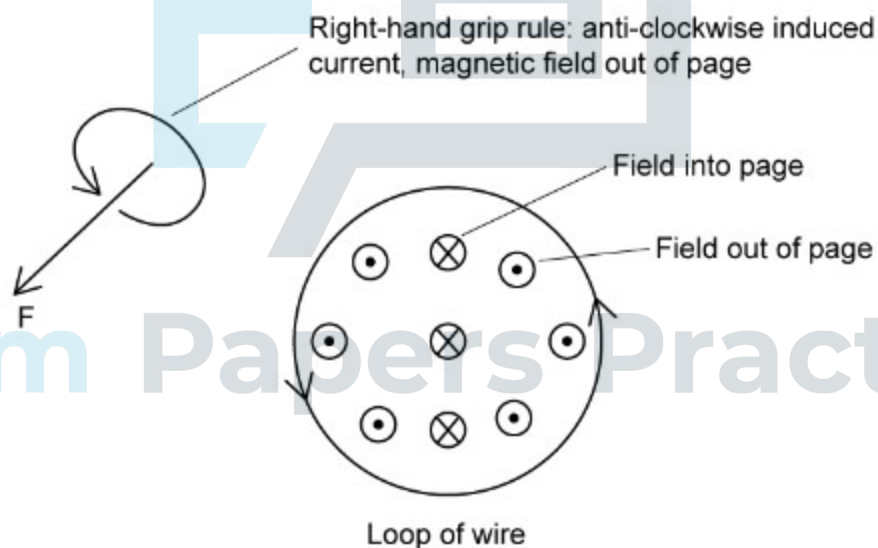 Right-hand grip rule: anti-clockwise induced
current, magnetic field out of page
Field into page
Field out of page
F
m Papers Pract
Loop of wire